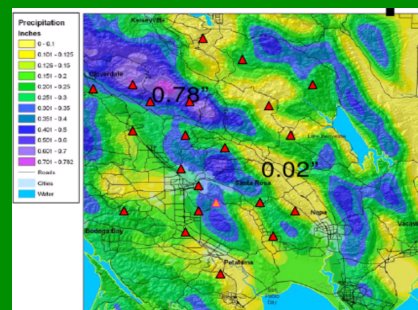 Precipitation
Inches
0 - 0.1
0.101 - 0.125
0.126 - 0.15
0.151 - 0.2
0.201 - 0.25
0.251 - 0.3
0.301 - 0.35
0.351 - 0.4
0.401 - 0.5
0.501 - 0.6
0.601 - 0.7
0.701 - 0.792
Roads
Cities
Water
Cloverdale
0.78"
0.02"
Santa Rosa
Napa
Bodega Bay
Petaluma